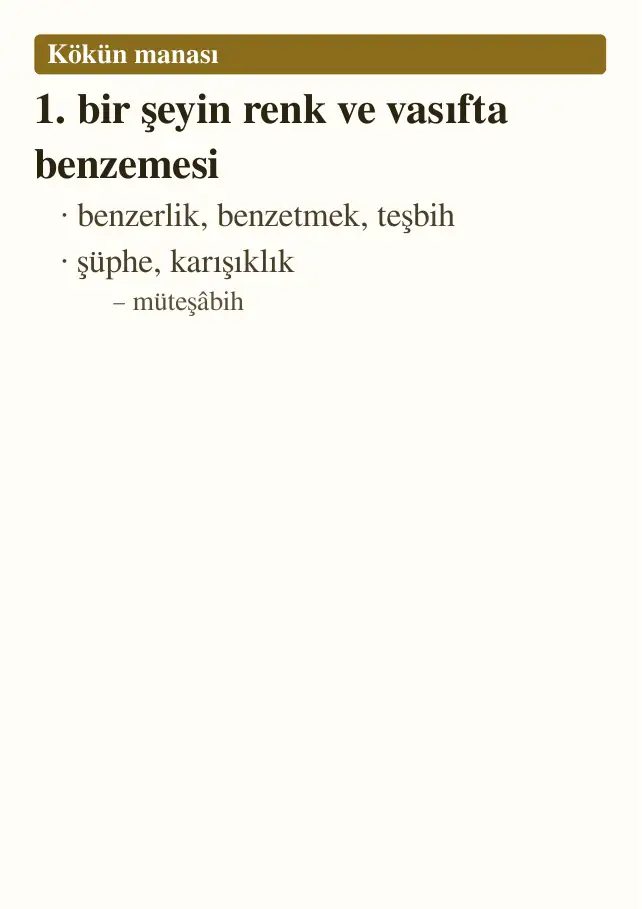 Kökün manası
1. bir şeyin renk ve vasıfta
benzemesi
· benzerlik, benzetmek, teşbih
· şüphe, karışıklık
– müteşâbih